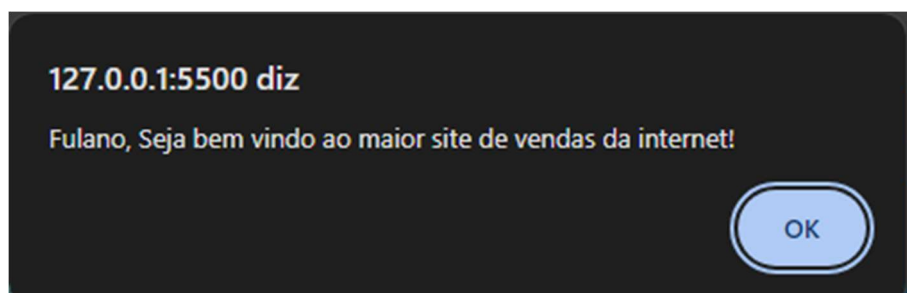 127.0.0.1:5500 diz
Fulano, Seja bem vindo ao maior site de vendas da internet!
OK